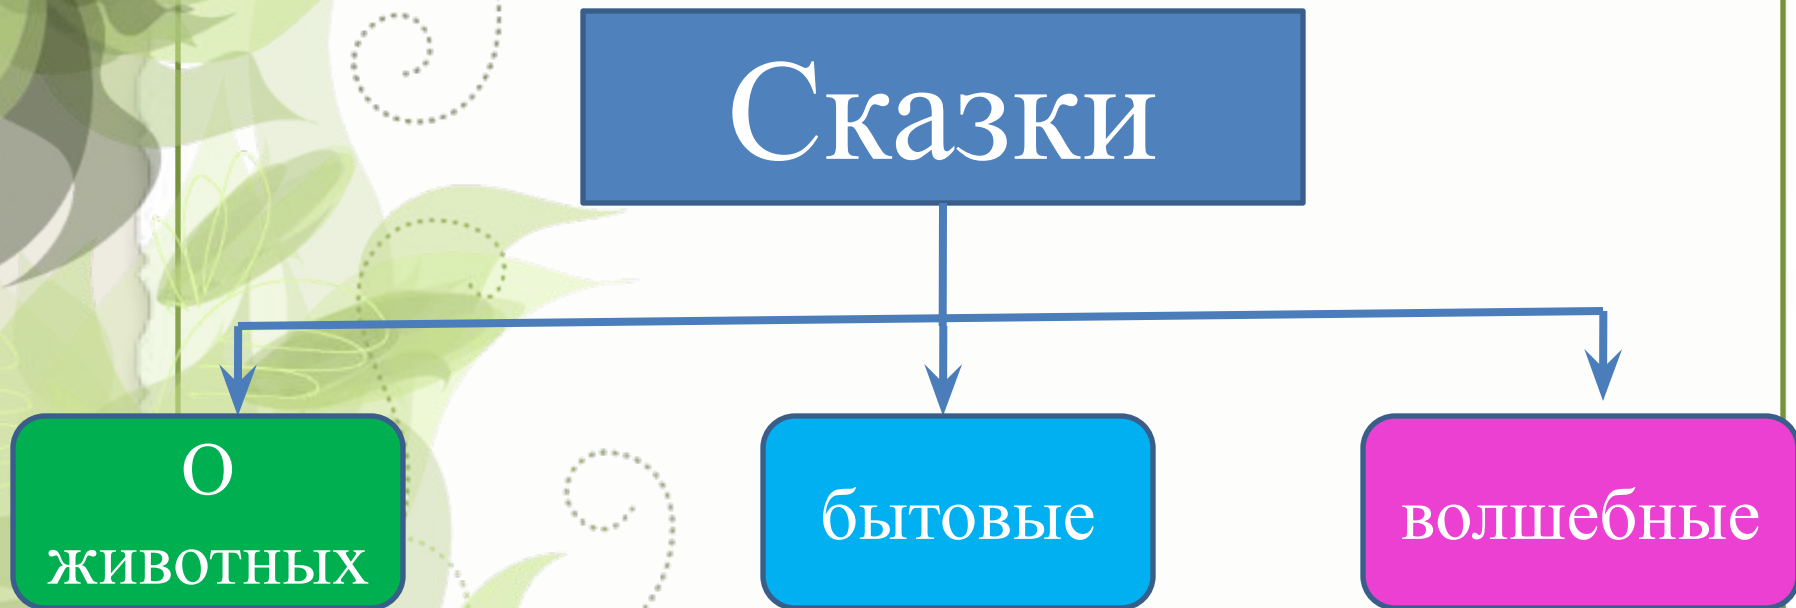 Сказки
О
животных
бытовые
волшебные